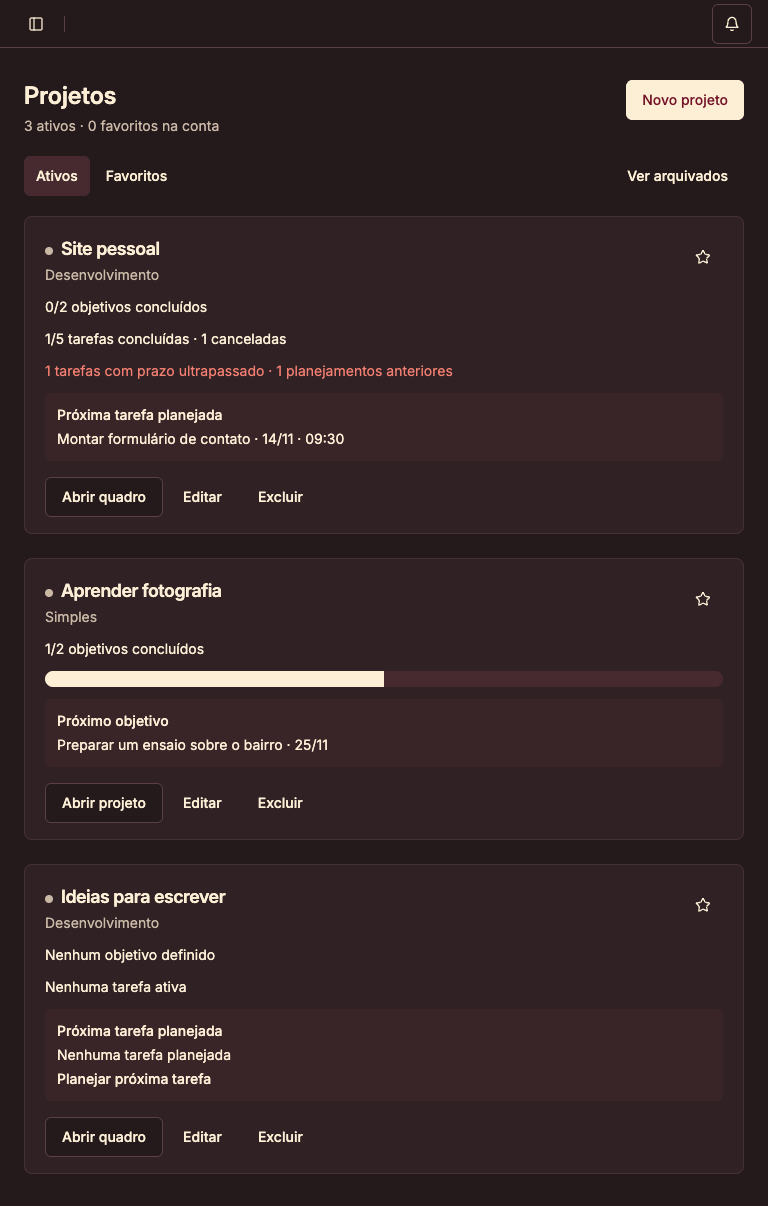 Projetos
Novo projeto
3 ativos · 0 favoritos na conta
Ativos
Favoritos
Ver arquivados
Site pessoal
Desenvolvimento
0/2 objetivos concluídos
1/5 tarefas concluídas · 1 canceladas
1 tarefas com prazo ultrapassado · 1 planejamentos anteriores
Próxima tarefa planejada
Montar formulário de contato · 14/11 · 09:30
Abrir quadro
Editar
Excluir
Aprender fotografia
Simples
1/2 objetivos concluídos
Próximo objetivo
Preparar um ensaio sobre o bairro · 25/11
Abrir projeto
Editar
Excluir
Ideias para escrever
Desenvolvimento
Nenhum objetivo definido
Nenhuma tarefa ativa
Próxima tarefa planejada
Nenhuma tarefa planejada
Planejar próxima tarefa
Abrir quadro
Editar
Excluir